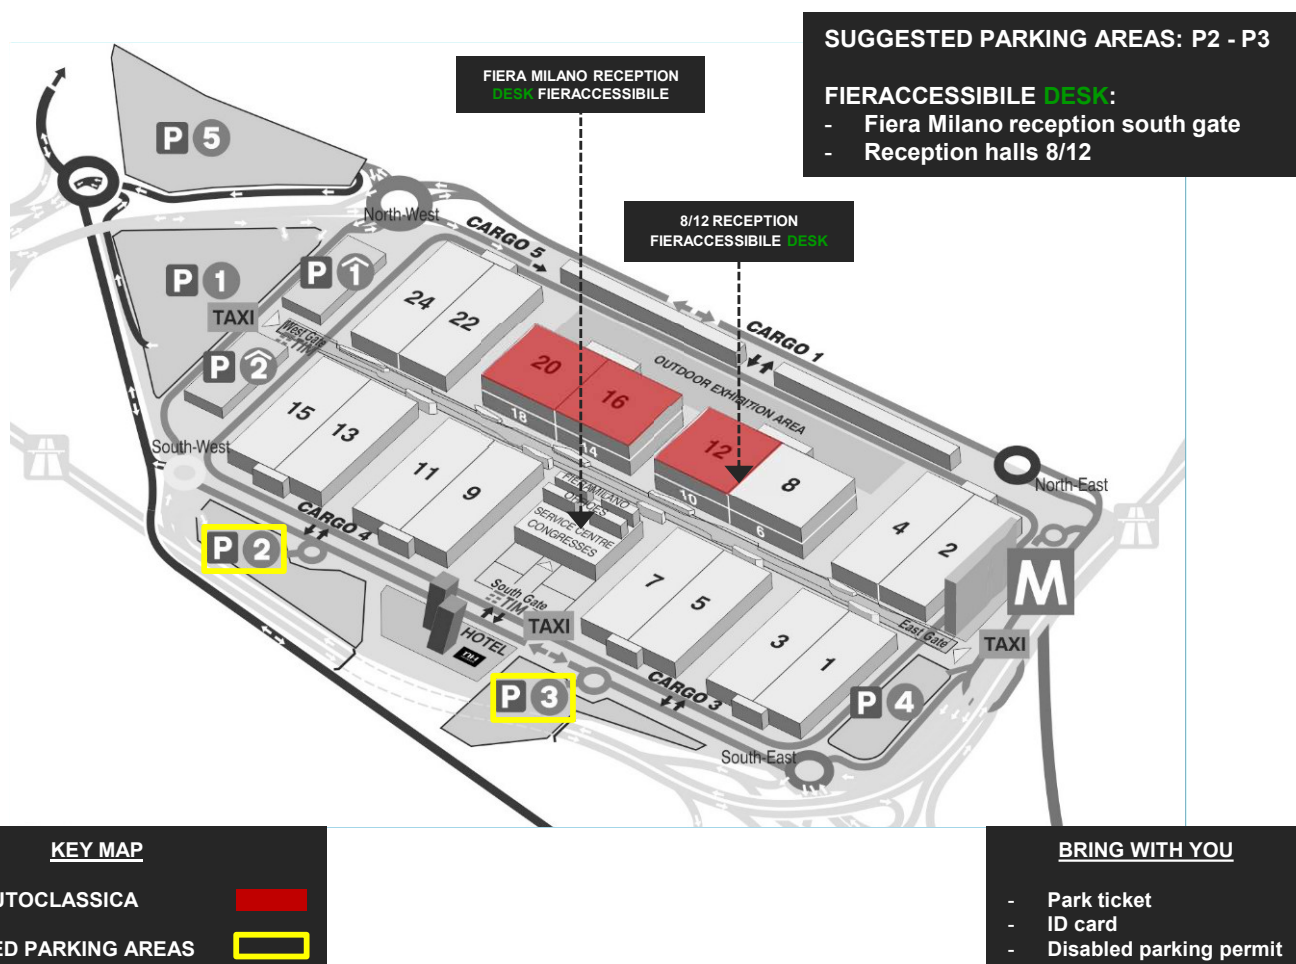 SUGGESTED PARKING AREAS: P2 - P3
FIERACCESSIBILE DESK:
- Fiera Milano reception south gate
- Reception halls 8/12
FIERA MILANO RECEPTION
DESK FIERACCESSIBILE
8/12 RECEPTION
FIERACCESSIBILE DESK
P 5
North-West
CARGO 5
P 1
P 1
TAXI
West Gate
TIM
P 2
24
22
CARGO 1
OUTDOOR EXHIBITION AREA
20
16
18
14
12
8
10
6
15
13
South-West
11
9
FIERAMILANO
OFFICES
SERVICE CENTRE
CONGRESSES
4
2
North-East
M
P 2
CARGO 4
7
5
South Gate
TIM
TAXI
HOTEL
nH
3
1
East Gate
TAXI
P 3
CARGO 3
P 4
South-East
KEY MAP
UTOCLASSICA
ED PARKING AREAS
BRING WITH YOU
- Park ticket
- ID card
- Disabled parking permit